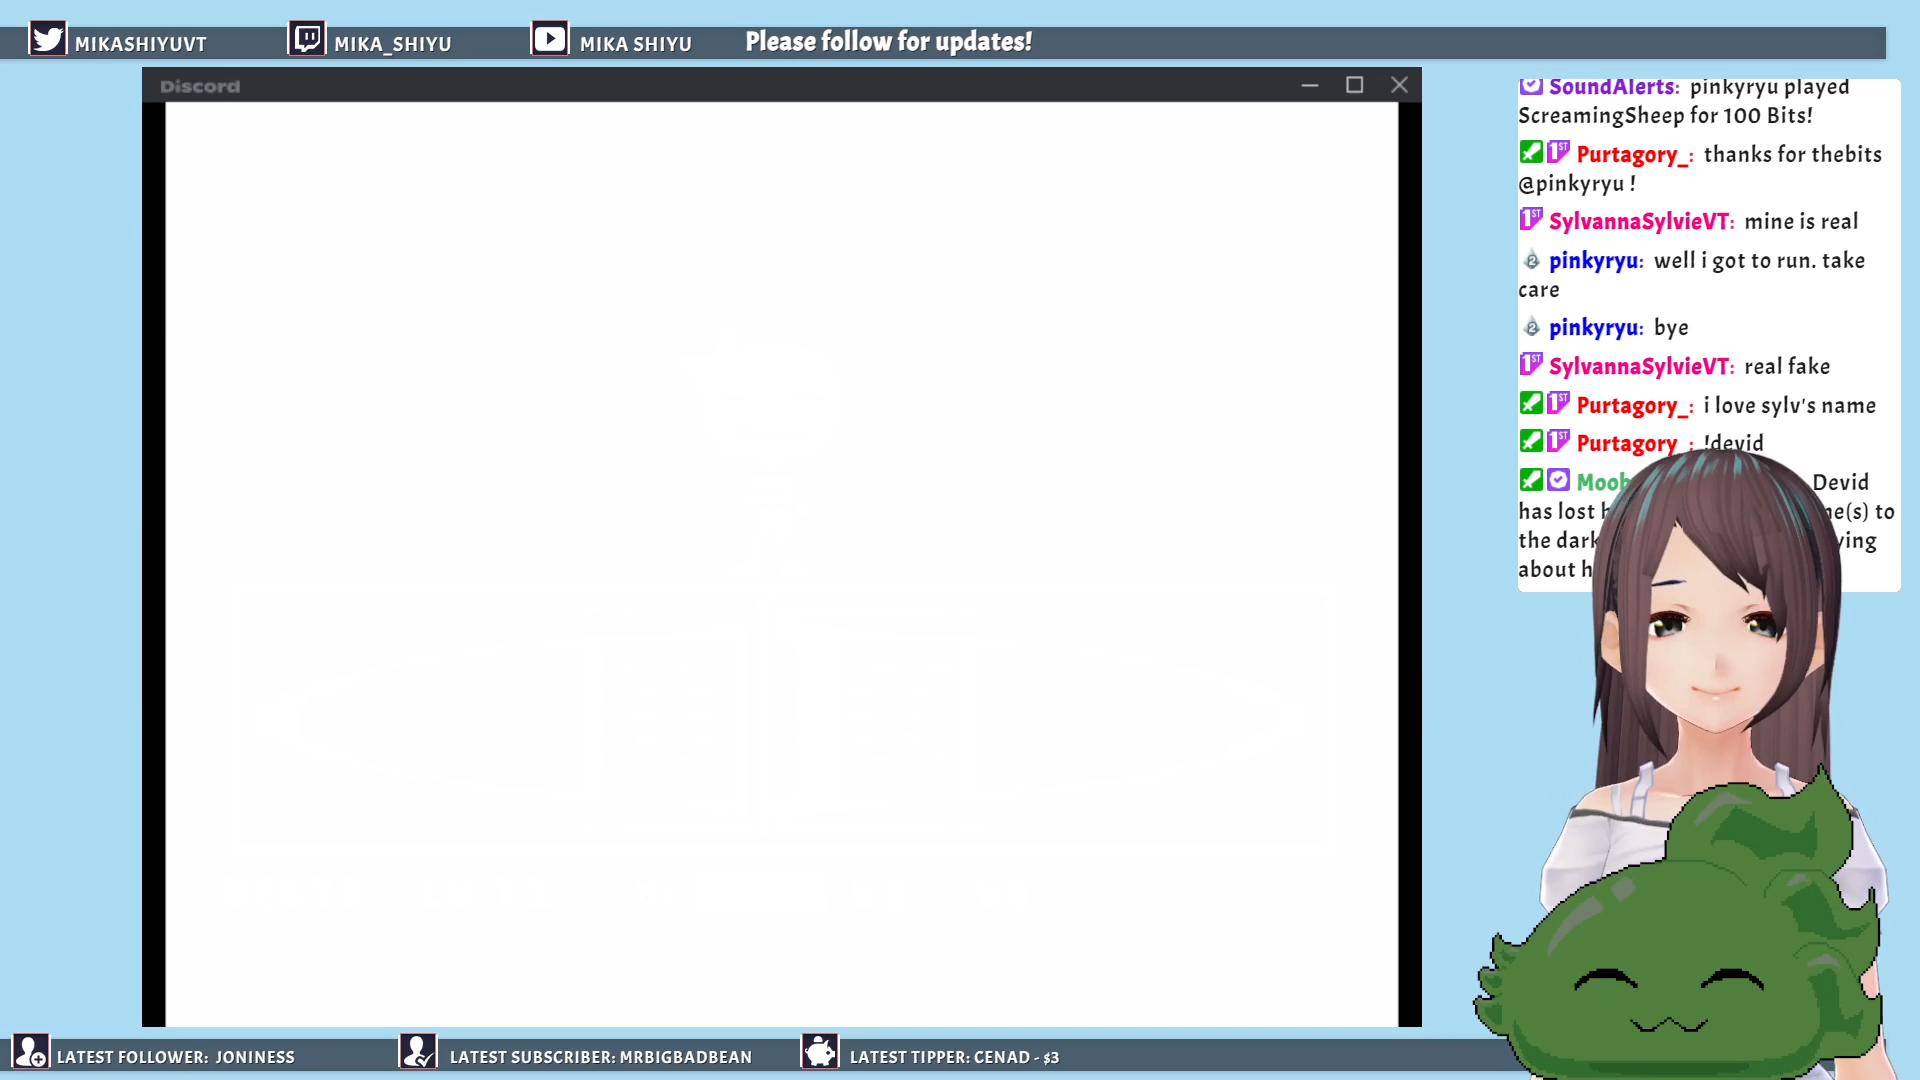 MIKASHIYUVT MIKA_SHIYU MIKA SHIYU Please follow for updates!
Discord
SoundAlerts: pinkyryu played
ScreamingSheep for 100 Bits!
Purtagory_: thanks for thebits
@pinkyryu !
SylvannaSylvieVT: mine is real
pinkyryu: well i got to run. take
care
pinkyryu: bye
SylvannaSylvieVT: real fake
Purtagory_: i love sylv's name
Purtagory_: !devid
Devid
has lost to
the
about
LATEST FOLLOWER: JONINESS LATEST SUBSCRIBER: MRBIGBADBEAN LATEST TIPPER: CENAD - $3